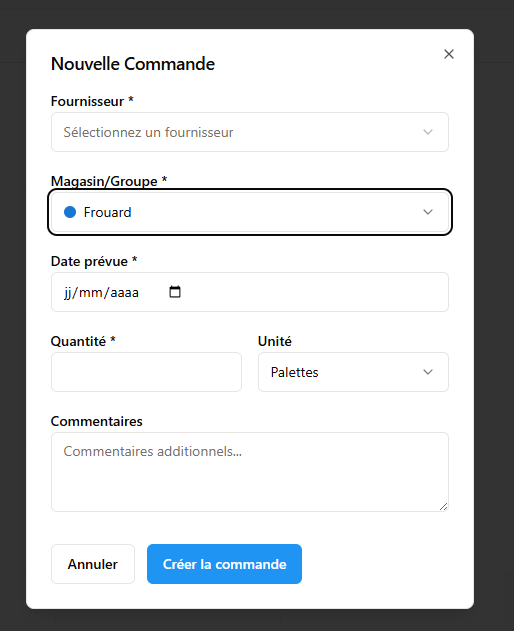 Nouvelle Commande
Fournisseur *
Sélectionnez un fournisseur
Magasin/Groupe *
Frouard
Date prévue *
jj/mm/aaaa
Quantité * Unité
Palettes
Commentaires
Commentaires additionnels...
Annuler Créer la commande